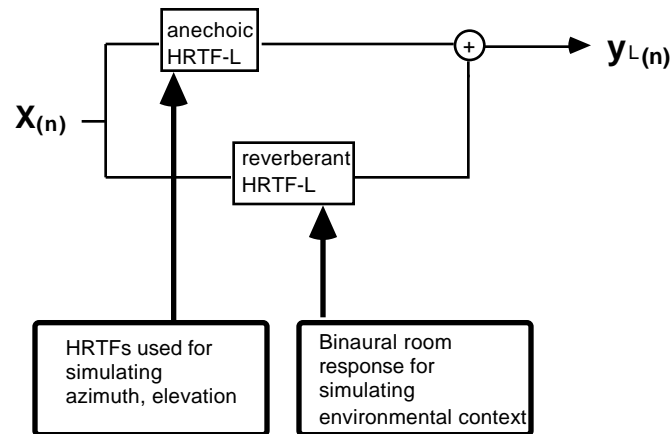 anechoic
HRTF-L
+
yL(n)
X(n)
reverberant
HRTF-L
HRTFs used for
simulating
azimuth, elevation
Binaural room
response for
simulating
environmental context